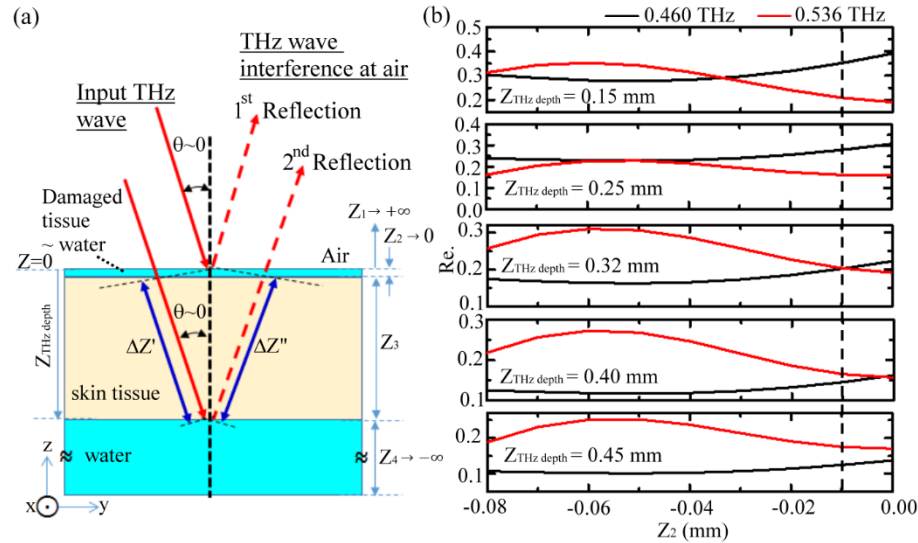 (a)
THz wave
interference at air
Input THz
wave
1st Reflection
2nd Reflection
θ~0
Damaged
tissue
~ water
Z=0
Z1→ +∞
Air
Z2→ 0
ZTHz depth
θ~0
ΔZ'
ΔZ"
Z3
skin tissue
water
≈
≈
Z4→ −∞
z
x
y
(b)
0.460 THz
0.536 THz
0.5
0.4
0.3
0.2
ZTHz depth = 0.15 mm
0.4
0.3
0.2
0.1
0.0
ZTHz depth = 0.25 mm
Re.
0.3
0.2
0.1
ZTHz depth = 0.32 mm
0.3
0.2
0.1
ZTHz depth = 0.40 mm
0.2
0.1
ZTHz depth = 0.45 mm
-0.08
-0.06
-0.04
-0.02
0.00
Z2 (mm)